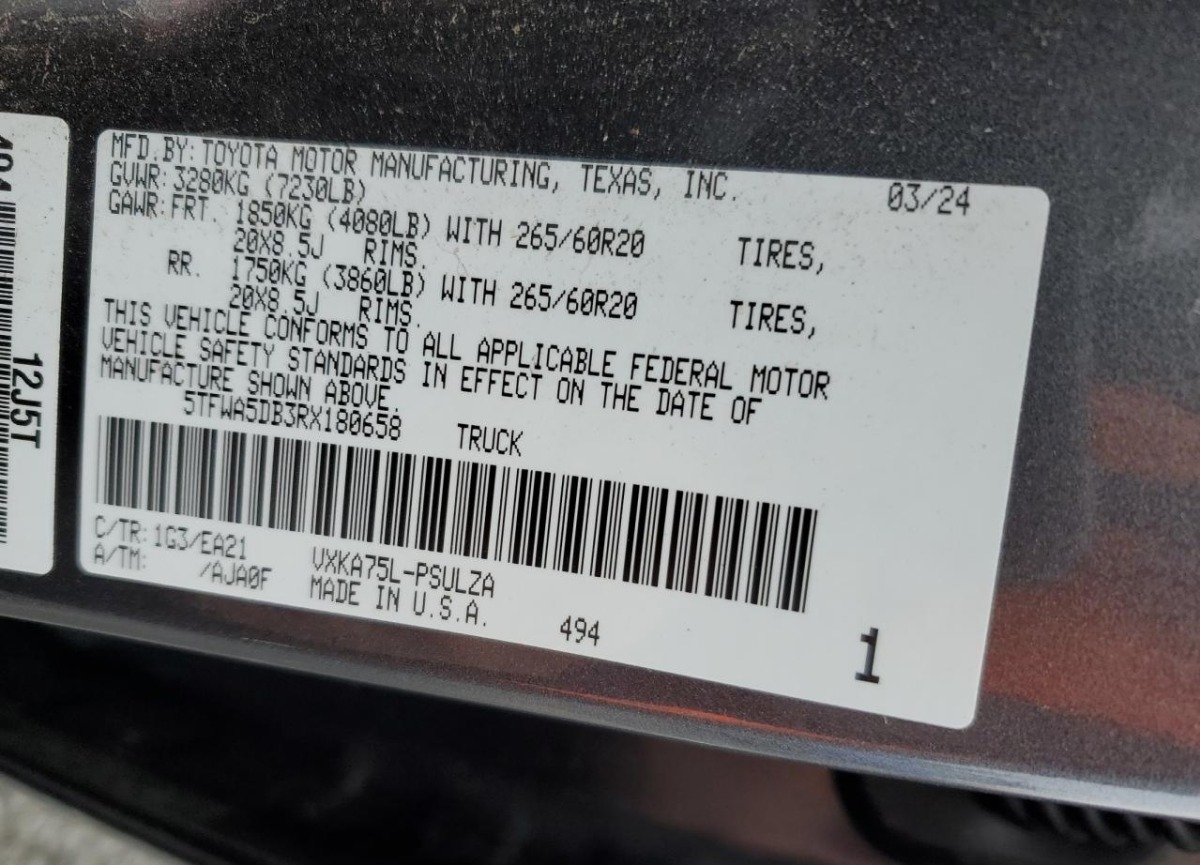 MFD.BY: TOYOTA MOTOR MANUFACTURING, TEXAS, INC. 03/24
GVWR: 3280KG (7230LB)
GAWR: FRT. 1850KG (4080LB) WITH 265/60R20 TIRES,
20X8.5J RIMS.
RR. 1750KG (3860LB) WITH 265/60R20 TIRES,
20X8.5J RIMS.
THIS VEHICLE CONFORMS TO ALL APPLICABLE FEDERAL MOTOR
VEHICLE SAFETY STANDARDS IN EFFECT ON THE DATE OF
MANUFACTURE SHOWN ABOVE.
5TFWA5DB3RX180658 TRUCK
C/TR: 1G3/EA21 VXKA75L-PSULZA
A/TM: /AJA0F MADE IN U.S.A.
494
1
12J5T